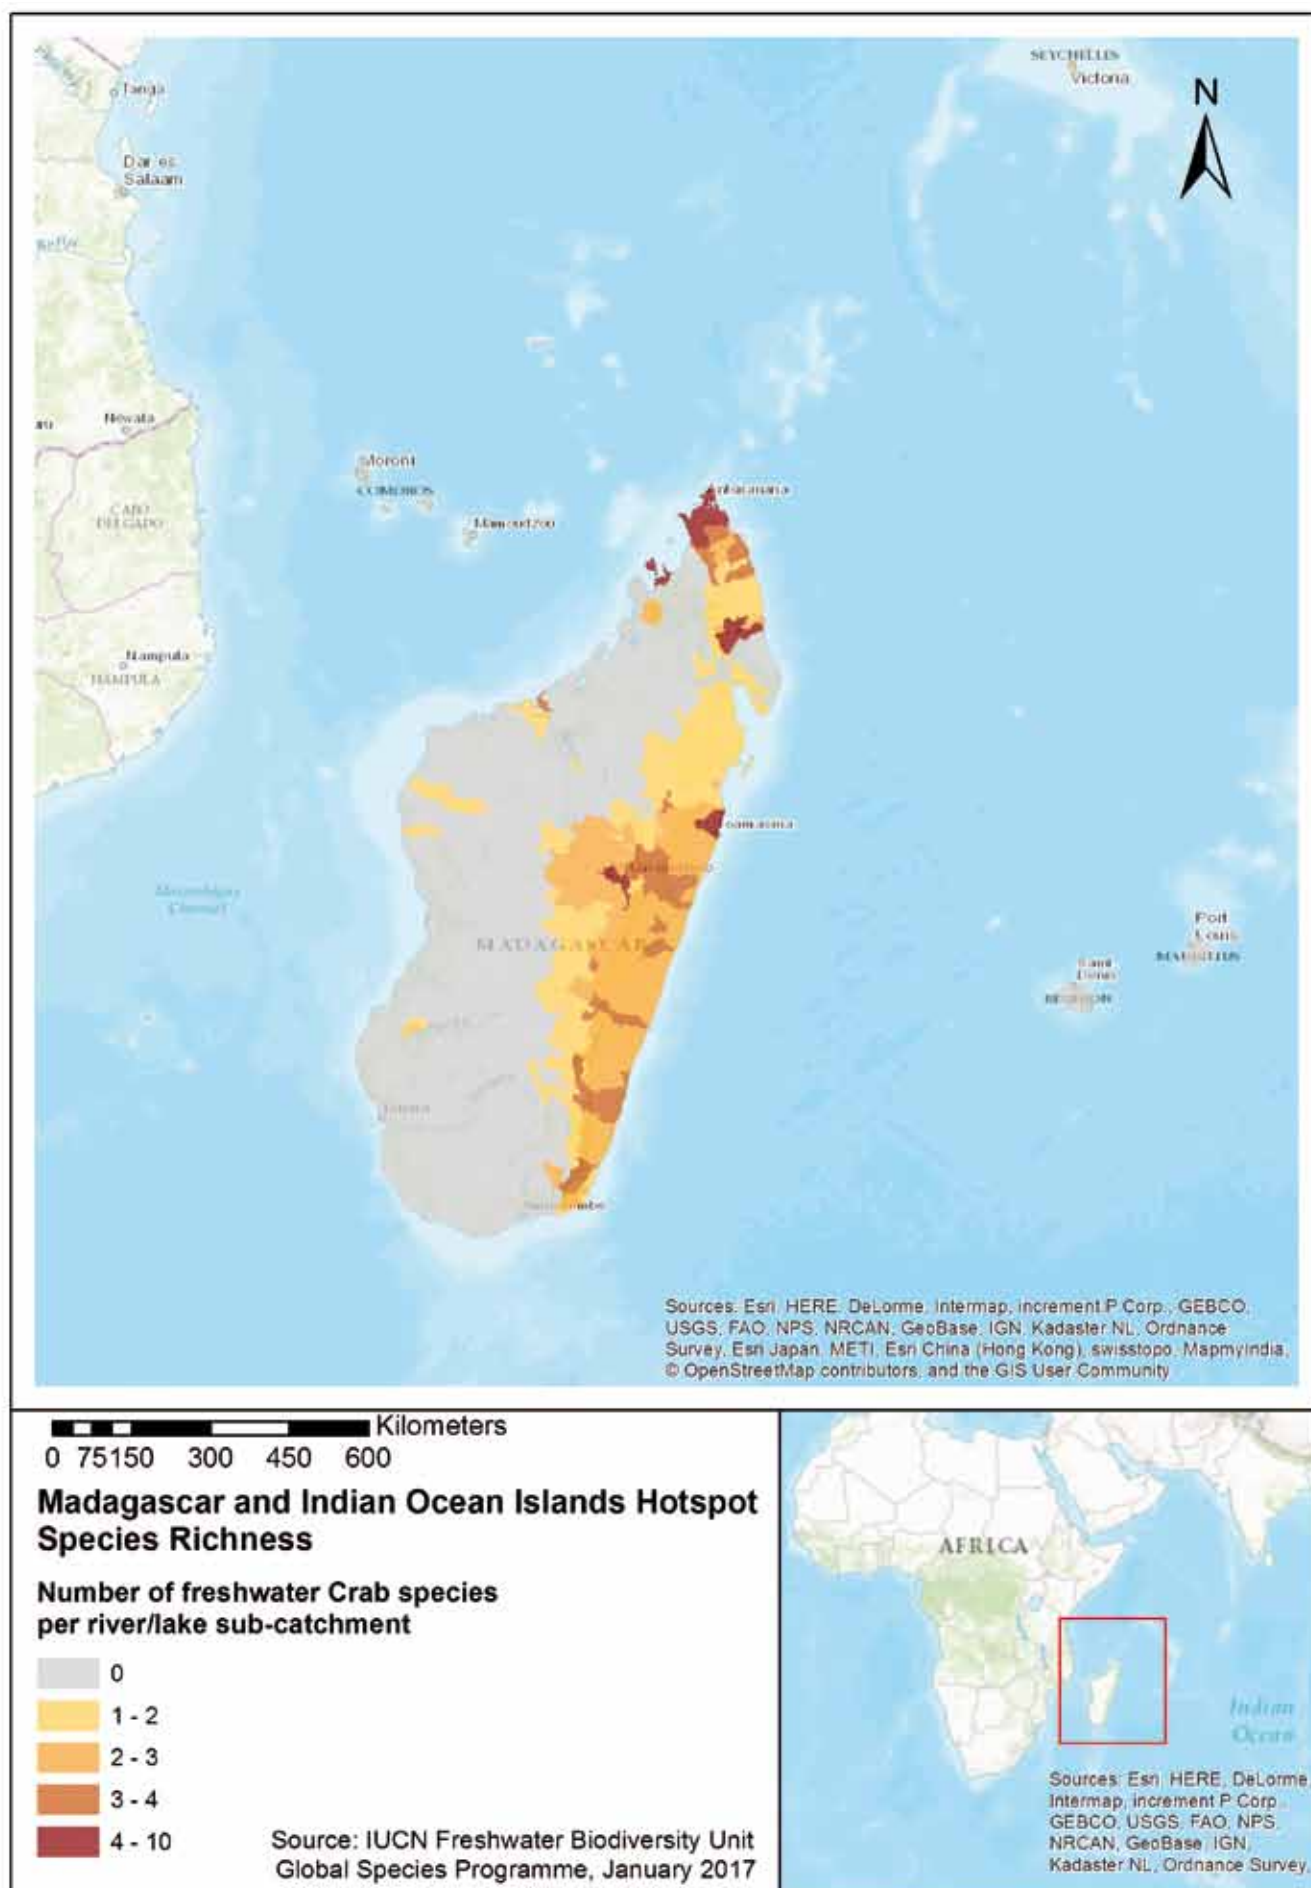 SEYCHELLES
Victoria
N
Tanga
Dar es
Salaam
Newala
Moroni
COMOROS
Mamoudzou
CABO
DELGADO
Nampula
NAMPULA
Mozambique
Channel
MADAGASCAR
Port
Louis
MAURITIUS
Saint
Denis
REUNION
Sources: Esri, HERE, DeLorme, Intermap, increment P Corp., GEBCO,
USGS, FAO, NPS, NRCAN, GeoBase, IGN, Kadaster NL, Ordnance
Survey, Esri Japan, METI, Esri China (Hong Kong), swisstopo, MapmyIndia,
© OpenStreetMap contributors, and the GIS User Community
Kilometers
0 75 150 300 450 600
Madagascar and Indian Ocean Islands Hotspot
Species Richness
Number of freshwater Crab species
per river/lake sub-catchment
0
1 - 2
2 - 3
3 - 4
4 - 10
Source: IUCN Freshwater Biodiversity Unit
Global Species Programme, January 2017
AFRICA
Indian
Ocean
Sources: Esri, HERE, DeLorme,
Intermap, increment P Corp.,
GEBCO, USGS, FAO, NPS,
NRCAN, GeoBase, IGN,
Kadaster NL, Ordnance Survey,